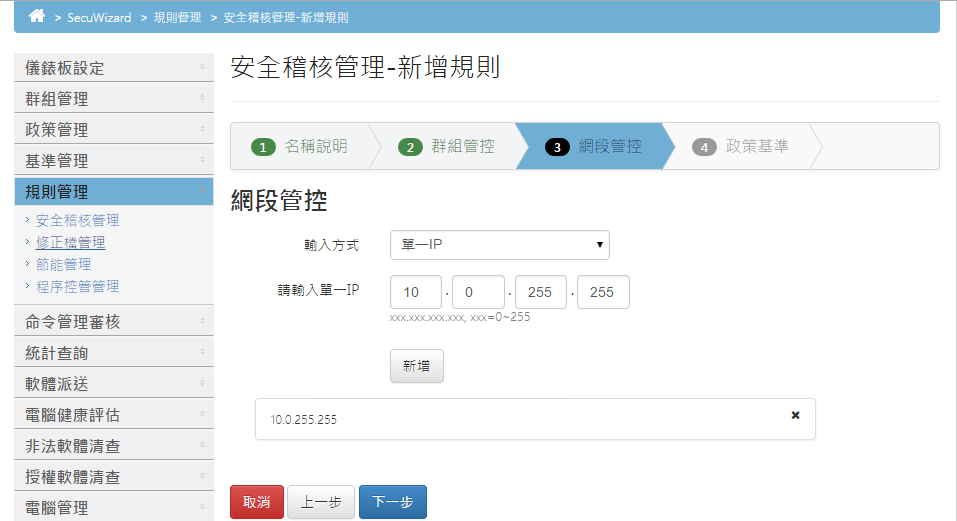 > SecuWizard > 規則管理 > 安全稽核管理-新增規則
儀錶板設定
群組管理
政策管理
基準管理
規則管理
安全稽核管理
修正檔管理
節能管理
程序控管管理
命令管理審核
統計查詢
軟體派送
電腦健康評估
非法軟體清查
授權軟體清查
電腦管理
安全稽核管理-新增規則
1 名稱說明 2 群組管控 3 網段管控 4 政策基準
網段管控
輸入方式 單一IP
請輸入單一IP 10 . 0 . 255 . 255
xxx.xxx.xxx.xxx, xxx=0~255
新增
10.0.255.255 ×
取消 上一步 下一步